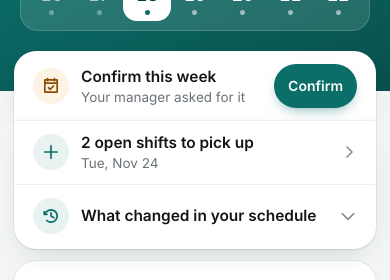 Confirm this week
Your manager asked for it
Confirm
2 open shifts to pick up
Tue, Nov 24
What changed in your schedule